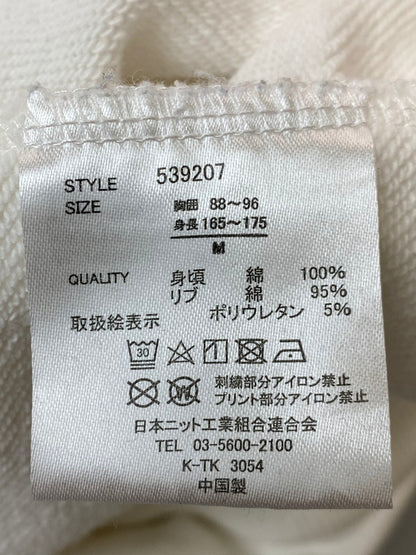 STYLE 539207
SIZE 胸囲 88〜96
身長 165〜175
M
QUALITY 身頃 綿 100%
リブ 綿 95%
ポリウレタン 5%
取扱絵表示
30
W
刺繍部分アイロン禁止
プリント部分アイロン禁止
日本ニット工業組合連合会
TEL 03-5600-2100
K-TK 3054
中国製